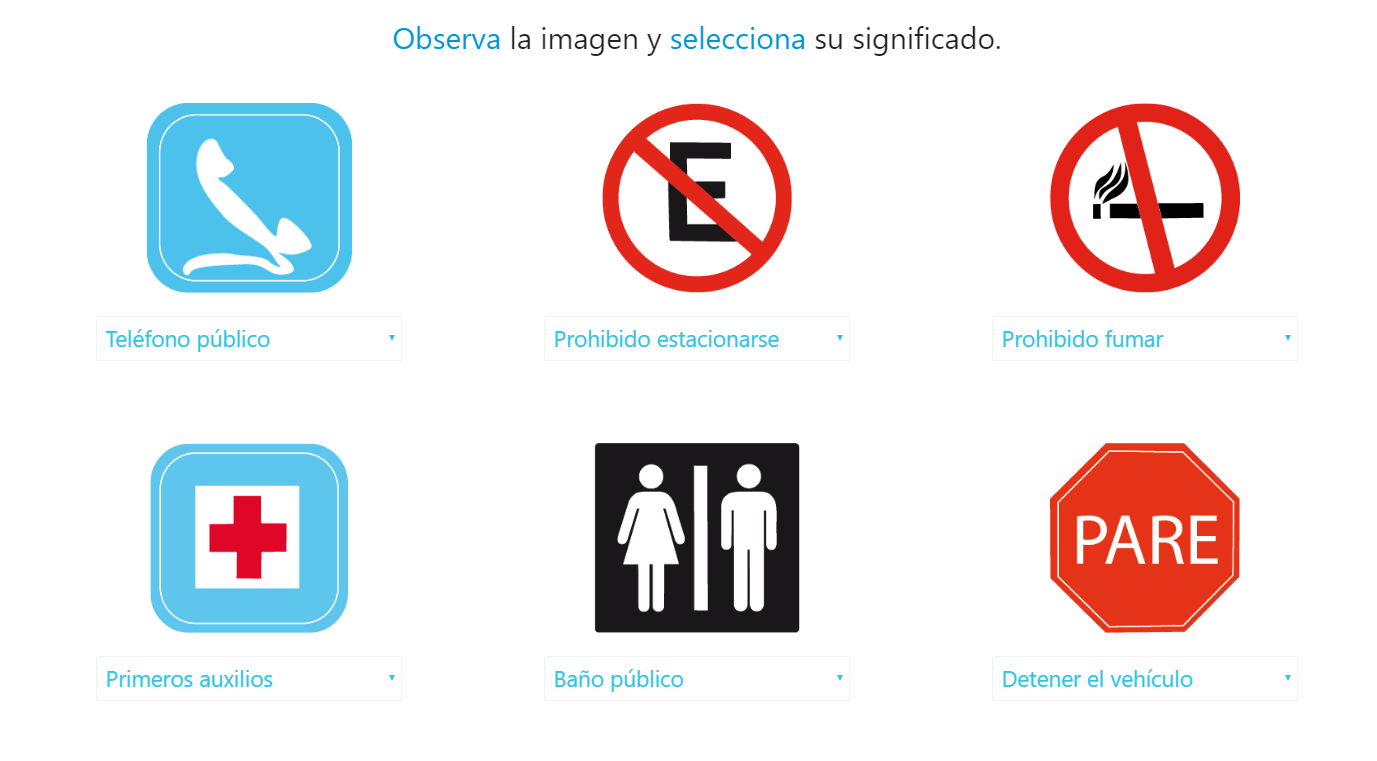 Observa la imagen y selecciona su significado.
E
Teléfono público
Prohibido estacionarse
Prohibido fumar
PARE
Primeros auxilios
Baño público
Detener el vehículo